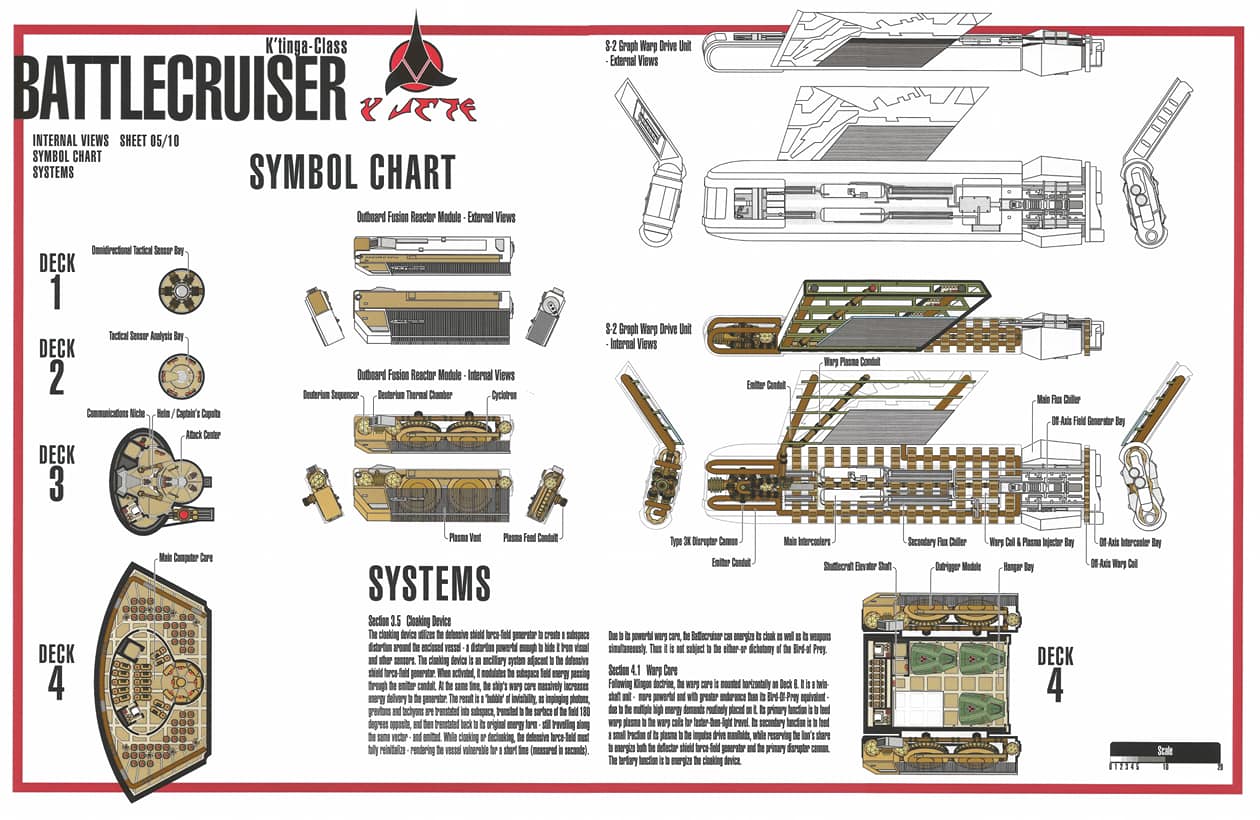 K'tinga-Class
BATTLECRUISER
INTERNAL VIEWS SHEET 05/10
SYMBOL CHART
SYSTEMS
SYMBOL CHART
DECK
1
Omnidirectional Tactical Sensor Bay
DECK
2
Tactical Sensor Analysis Bay
DECK
3
Communications Niche
Helm / Captain's Cupola
Attack Center
DECK
4
Main Computer Core
Outboard Fusion Reactor Module - External Views
Outboard Fusion Reactor Module - Internal Views
Deuterium Sequencer
Deuterium Thermal Chamber
Cyclotron
Plasma Vent
Plasma Feed Conduit
S-2 Graph Warp Drive Unit
- External Views
S-2 Graph Warp Drive Unit
- Internal Views
Warp Plasma Conduit
Emitter Conduit
Main Flux Chiller
Off-Axis Field Generator Bay
Type 3K Disruptor Cannon
Main Intercoolers
Secondary Flux Chiller
Warp Coil & Plasma Injector Bay
Off-Axis Intercooler Bay
Emitter Conduit
Off-Axis Warp Coil
Shuttlecraft Elevator Shaft
Outrigger Module
Hangar Bay
DECK
4
SYSTEMS
Section 3.5 Cloaking Device
The cloaking device utilizes the defensive shield force-field generator to create a subspace
distortion around the enclosed vessel - a distortion powerful enough to hide it from visual
and other sensors. The cloaking device is an ancilliary system adjacent to the defensive
shield force-field generator. When activated, it modulates the subspace field energy passing
through the emitter conduit. At the same time, the ship's warp core massively increases
energy delivery to the generator. The result is a 'bubble' of invisibility, as impinging photons,
gravitons and tachyons are translated into subspace, transited to the surface of the field 180
degrees opposite, and then translated back to its original energy form - still travelling along
the same vector - and emitted. While cloaking or decloaking, the defensive force-field must
fully reinitialize - rendering the vessel vulnerable for a short time (measured in seconds).
Due to its powerful warp core, the Battlecruiser can energize its cloak as well as its weapons
simultaneously. Thus it is not subject to the either-or dichotomy of the Bird-of Prey.
Section 4.1 Warp Core
Following Klingon doctrine, the warp core is mounted horizontally on Deck 6. It is a twin-
shaft unit - more powerful and with greater endurance than its Bird-Of-Prey equivalent -
due to the multiple high energy demands routinely placed on it. Its primary function is to feed
warp plasma to the warp coils for faster-than-light travel. Its secondary function is to feed
a small fraction of its plasma to the impulse drive manifolds, while reserving the lion's share
to energize both the deflector shield force-field generator and the primary disruptor cannon.
The tertiary function is to energize the cloaking device.
Scale
0 1 2 3 4 5 10 20